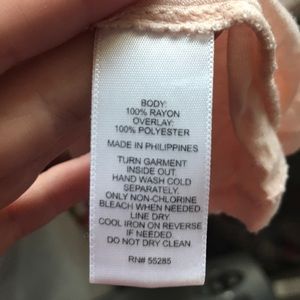 BODY:
100% RAYON
OVERLAY:
100% POLYESTER
MADE IN PHILIPPINES
TURN GARMENT
INSIDE OUT.
HAND WASH COLD
SEPARATELY.
ONLY NON-CHLORINE
BLEACH WHEN NEEDED.
LINE DRY.
COOL IRON ON REVERSE
IF NEEDED.
DO NOT DRY CLEAN.
RN# 55285